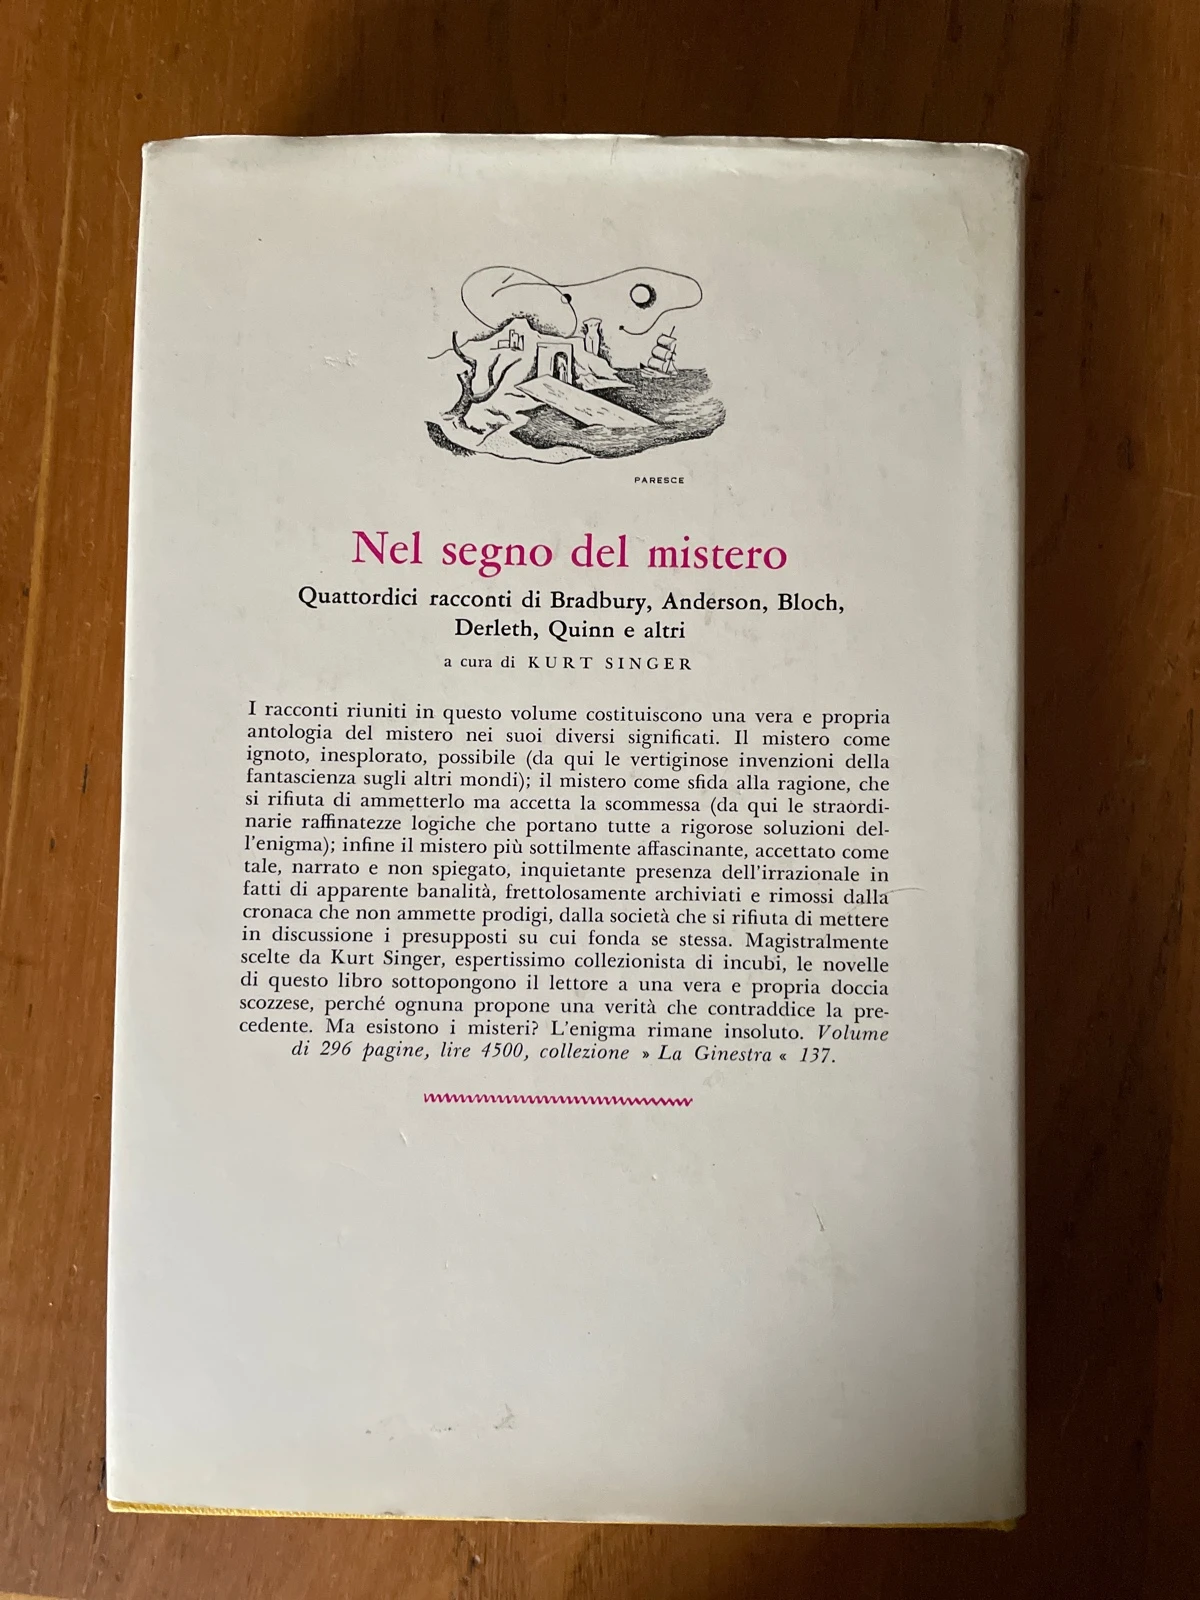 PARESCE
Nel segno del mistero
Quattordici racconti di Bradbury, Anderson, Bloch,
Derleth, Quinn e altri
a cura di KURT SINGER
I racconti riuniti in questo volume costituiscono una vera e propria
antologia del mistero nei suoi diversi significati. Il mistero come
ignoto, inesplorato, possibile (da qui le vertiginose invenzioni della
fantascienza sugli altri mondi); il mistero come sfida alla ragione, che
si rifiuta di ammetterlo ma accetta la scommessa (da qui le straordi-
narie raffinatezze logiche che portano tutte a rigorose soluzioni del-
l'enigma); infine il mistero più sottilmente affascinante, accettato come
tale, narrato e non spiegato, inquietante presenza dell'irrazionale in
fatti di apparente banalità, frettolosamente archiviati e rimossi dalla
cronaca che non ammette prodigi, dalla società che si rifiuta di mettere
in discussione i presupposti su cui fonda se stessa. Magistralmente
scelte da Kurt Singer, espertissimo collezionista di incubi, le novelle
di questo libro sottopongono il lettore a una vera e propria doccia
scozzese, perché ognuna propone una verità che contraddice la pre-
cedente. Ma esistono i misteri? L'enigma rimane insoluto. Volume
di 296 pagine, lire 4500, collezione » La Ginestra « 137.